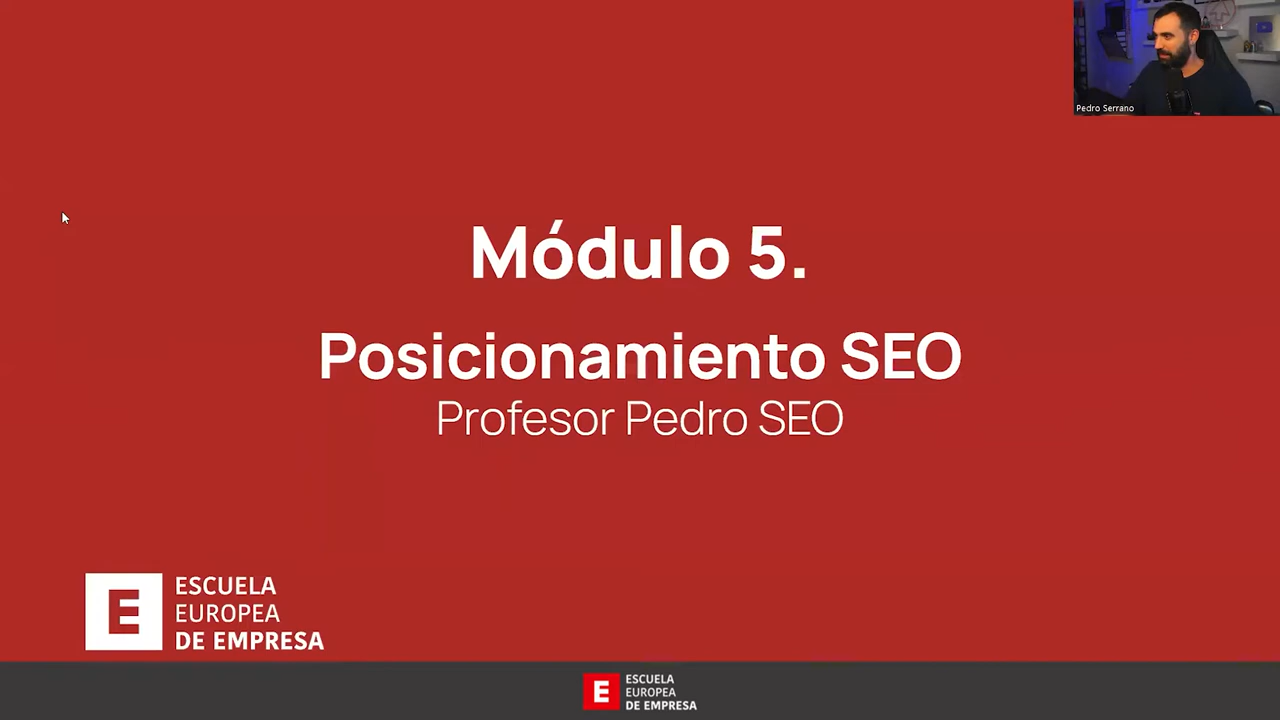 Pedro Serrano
Módulo 5.
Posicionamiento SEO
Profesor Pedro SEO
E
ESCUELA
EUROPEA
DE EMPRESA
E
ESCUELA
EUROPEA
DE EMPRESA